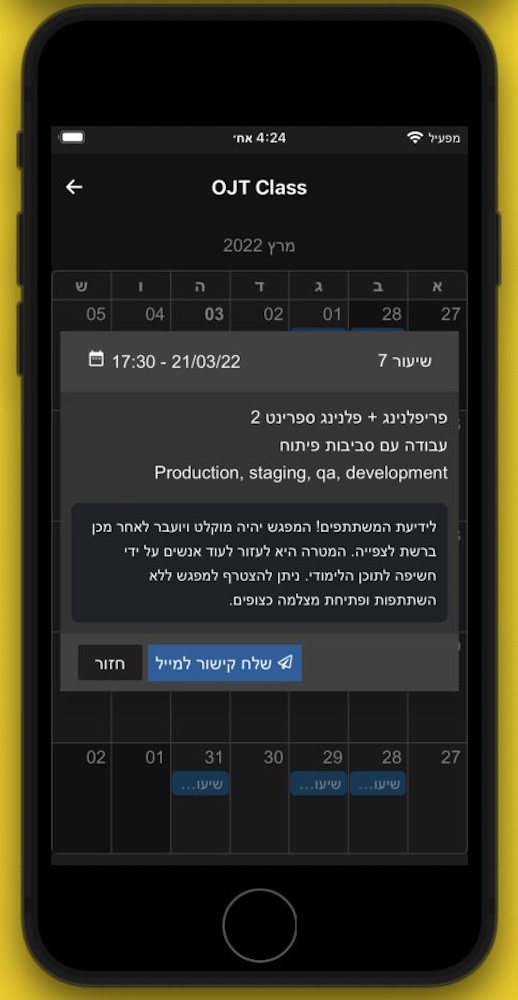 מפעיל
4:24 אח׳
OJT Class
מרץ 2022
א ב ג ד ה ו ש
27 28 01 02 03 04 05
שיעור 7
21/03/22 - 17:30
פריפלנינג + פלנינג ספרינט 2
עבודה עם סביבות פיתוח
Production, staging, qa, development
לידיעת המשתתפים! המפגש יהיה מוקלט ויועבר לאחר מכן
ברשת לצפייה. המטרה היא לעזור לעוד אנשים על ידי
חשיפה לתוכן הלימודי. ניתן להצטרף למפגש ללא
השתתפות ופתיחת מצלמה כצופים.
שלח קישור למייל
חזור
27 28 29 30 31 01 02
שיעו... שיעו... שיעו...